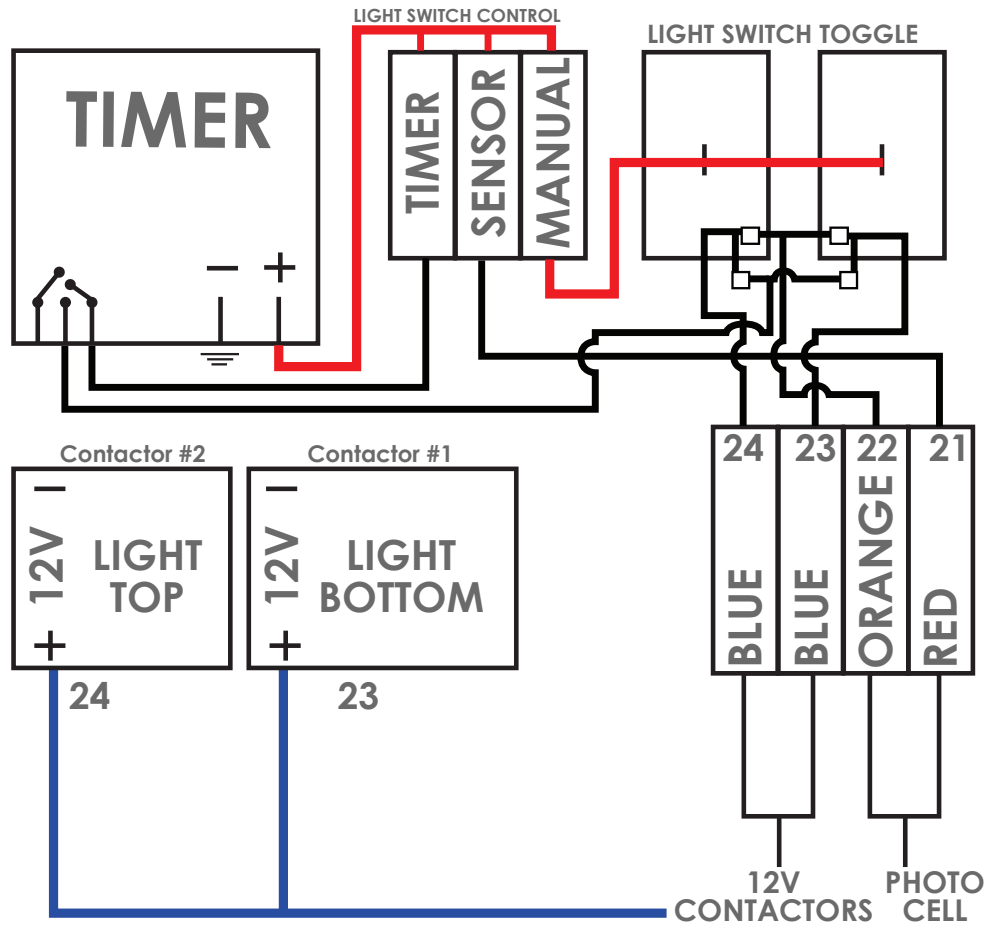 LIGHT SWITCH CONTROL
LIGHT SWITCH TOGGLE
TIMER
TIMER
SENSOR
MANUAL
− +
Contactor #2
Contactor #1
−
12V
LIGHT
TOP
+
24
−
12V
LIGHT
BOTTOM
+
23
24
23
22
21
BLUE
BLUE
ORANGE
RED
12V
CONTACTORS
PHOTO
CELL